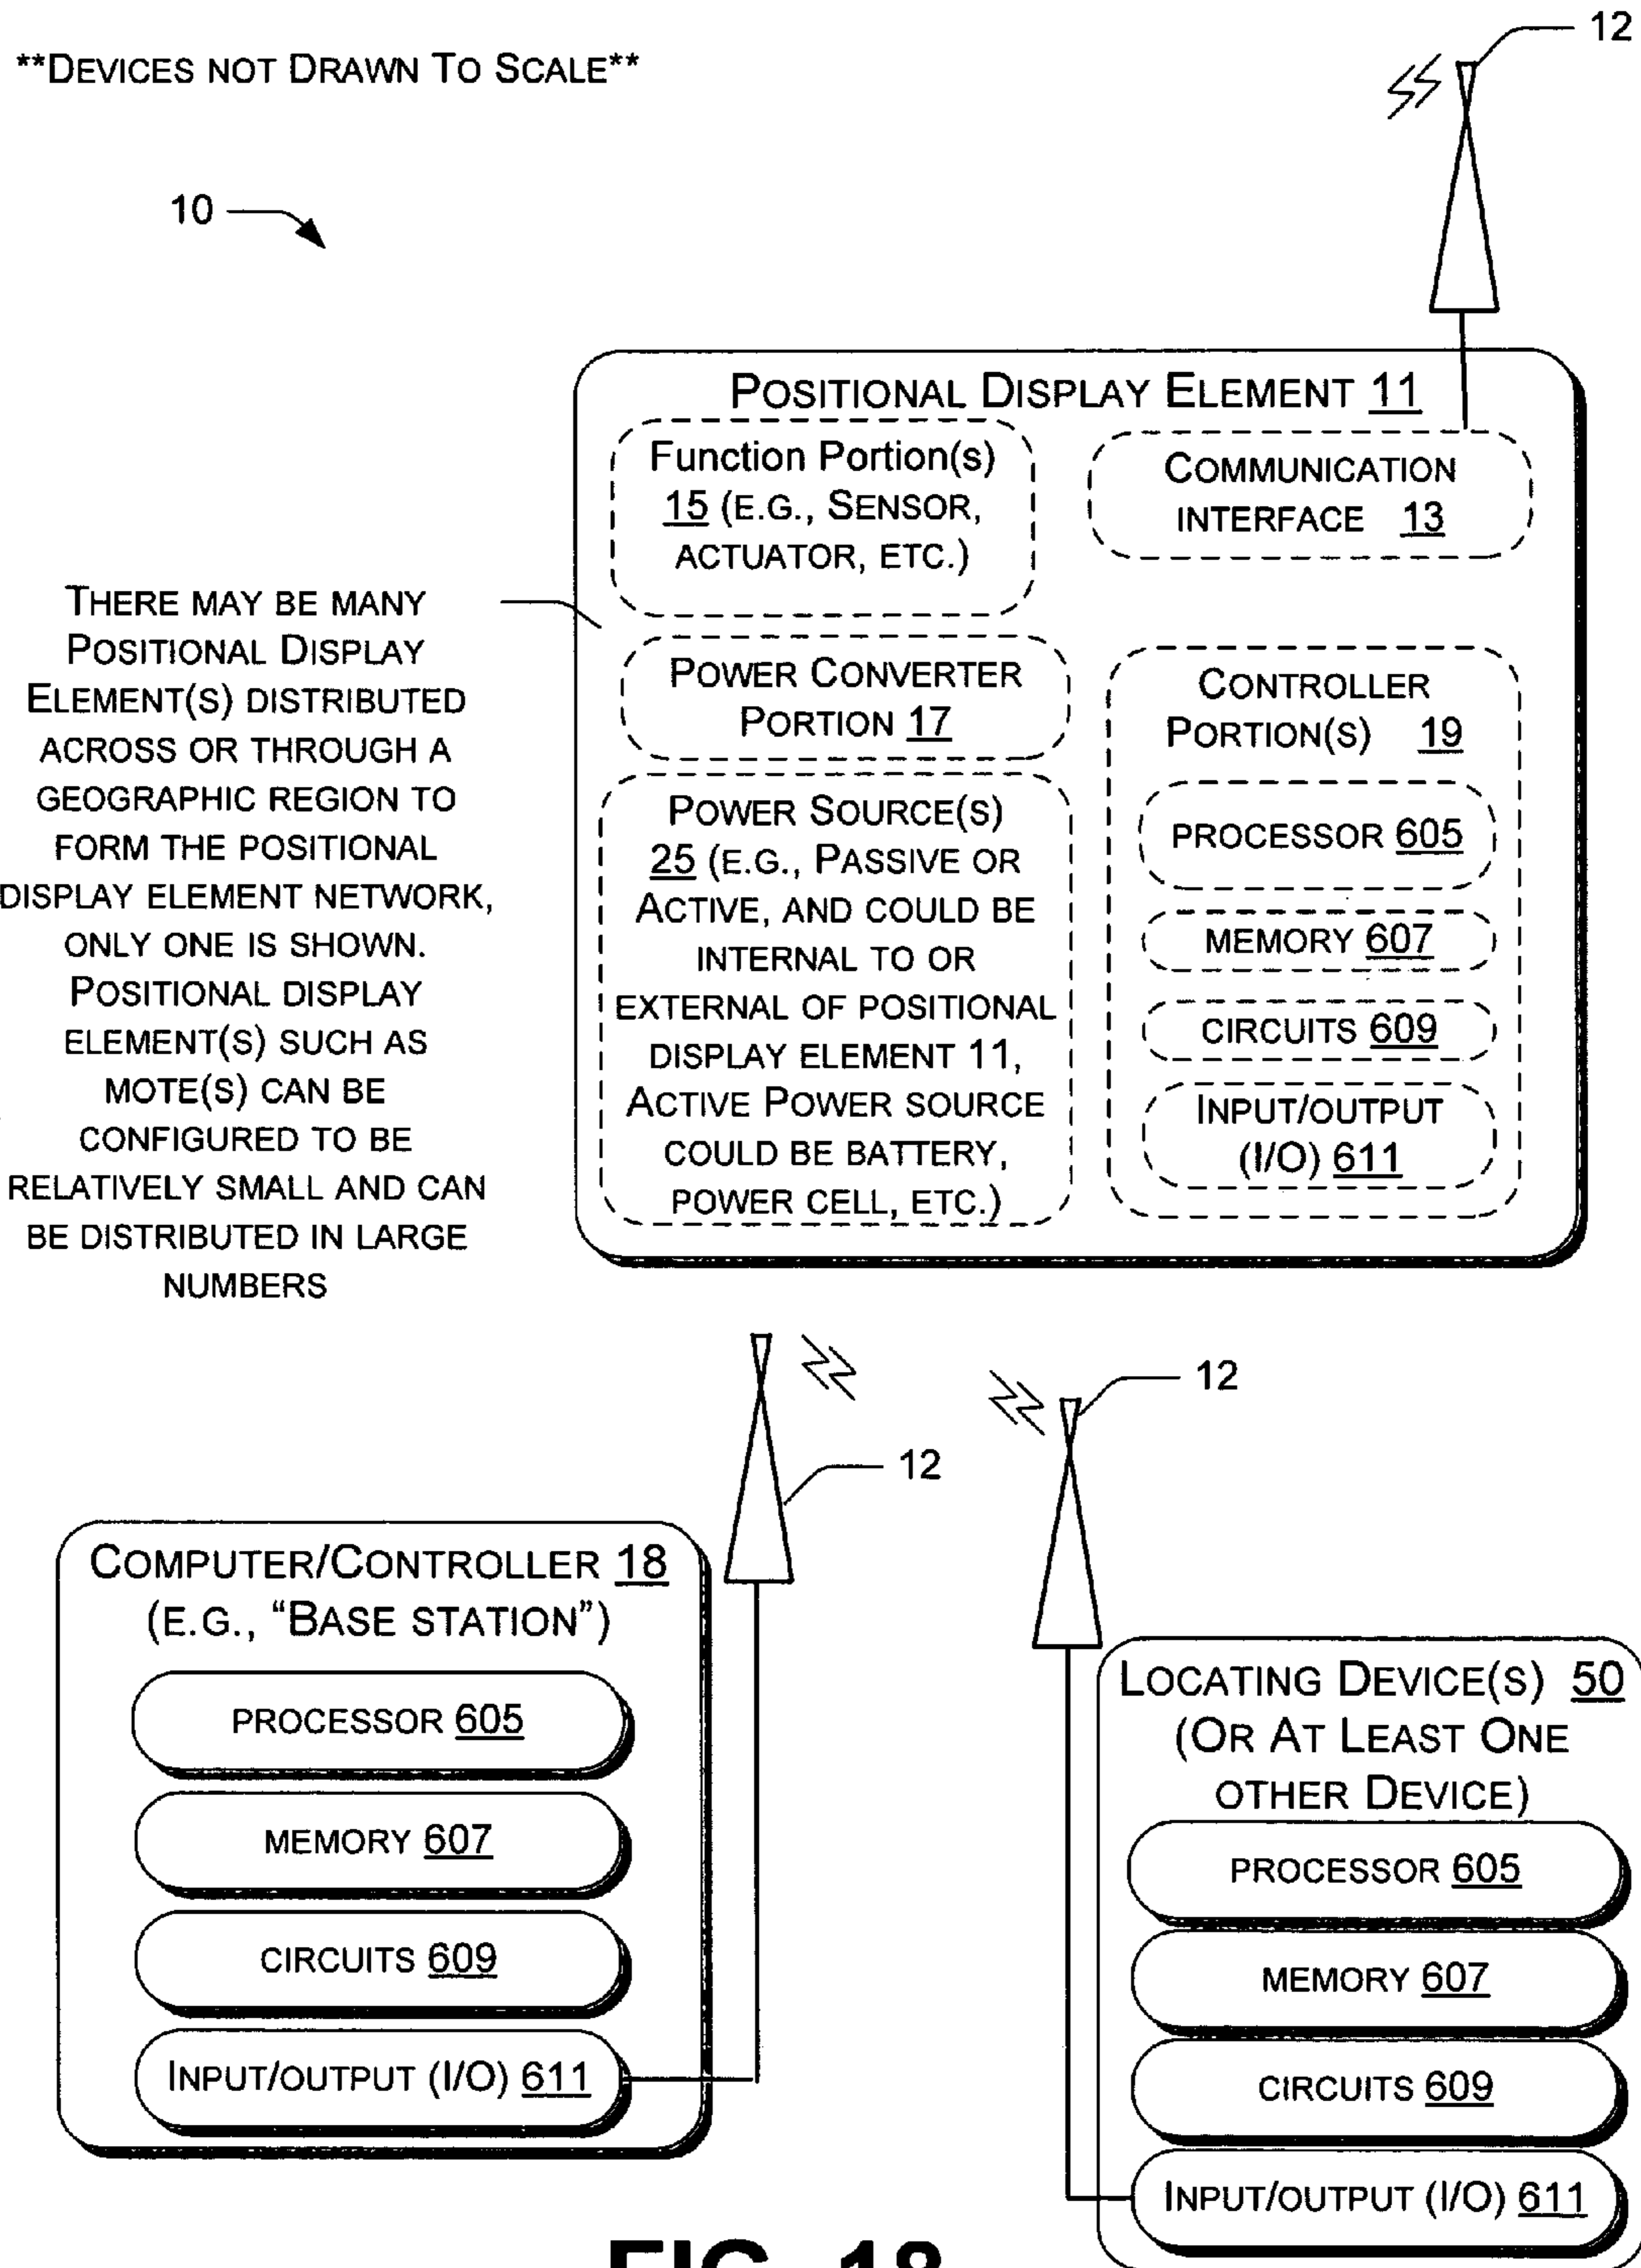 12
**DEVICES NOT DRAWN TO SCALE**
10
POSITIONAL DISPLAY ELEMENT 11
Function Portion(s)
15 (E.G., SENSOR,
ACTUATOR, ETC.)
COMMUNICATION
INTERFACE 13
THERE MAY BE MANY
POSITIONAL DISPLAY
ELEMENT(S) DISTRIBUTED
ACROSS OR THROUGH A
GEOGRAPHIC REGION TO
FORM THE POSITIONAL
DISPLAY ELEMENT NETWORK,
ONLY ONE IS SHOWN.
POSITIONAL DISPLAY
ELEMENT(S) SUCH AS
MOTE(S) CAN BE
CONFIGURED TO BE
RELATIVELY SMALL AND CAN
BE DISTRIBUTED IN LARGE
NUMBERS
POWER CONVERTER
PORTION 17
POWER SOURCE(S)
25 (E.G., PASSIVE OR
ACTIVE, AND COULD BE
INTERNAL TO OR
EXTERNAL OF POSITIONAL
DISPLAY ELEMENT 11,
ACTIVE POWER SOURCE
COULD BE BATTERY,
POWER CELL, ETC.)
CONTROLLER
PORTION(S) 19
PROCESSOR 605
MEMORY 607
CIRCUITS 609
INPUT/OUTPUT
(I/O) 611
12
12
COMPUTER/CONTROLLER 18
(E.G., “BASE STATION”)
PROCESSOR 605
MEMORY 607
CIRCUITS 609
INPUT/OUTPUT (I/O) 611
LOCATING DEVICE(S) 50
(OR AT LEAST ONE
OTHER DEVICE)
PROCESSOR 605
MEMORY 607
CIRCUITS 609
INPUT/OUTPUT (I/O) 611
FIG. 18